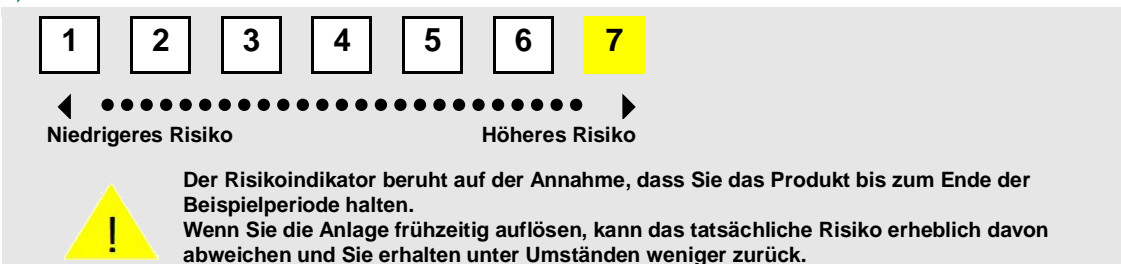 1 2 3 4 5 6 7
Niedrigeres Risiko Höheres Risiko
Der Risikoindikator beruht auf der Annahme, dass Sie das Produkt bis zum Ende der
Beispielperiode halten.
Wenn Sie die Anlage frühzeitig auflösen, kann das tatsächliche Risiko erheblich davon
abweichen und Sie erhalten unter Umständen weniger zurück.
!